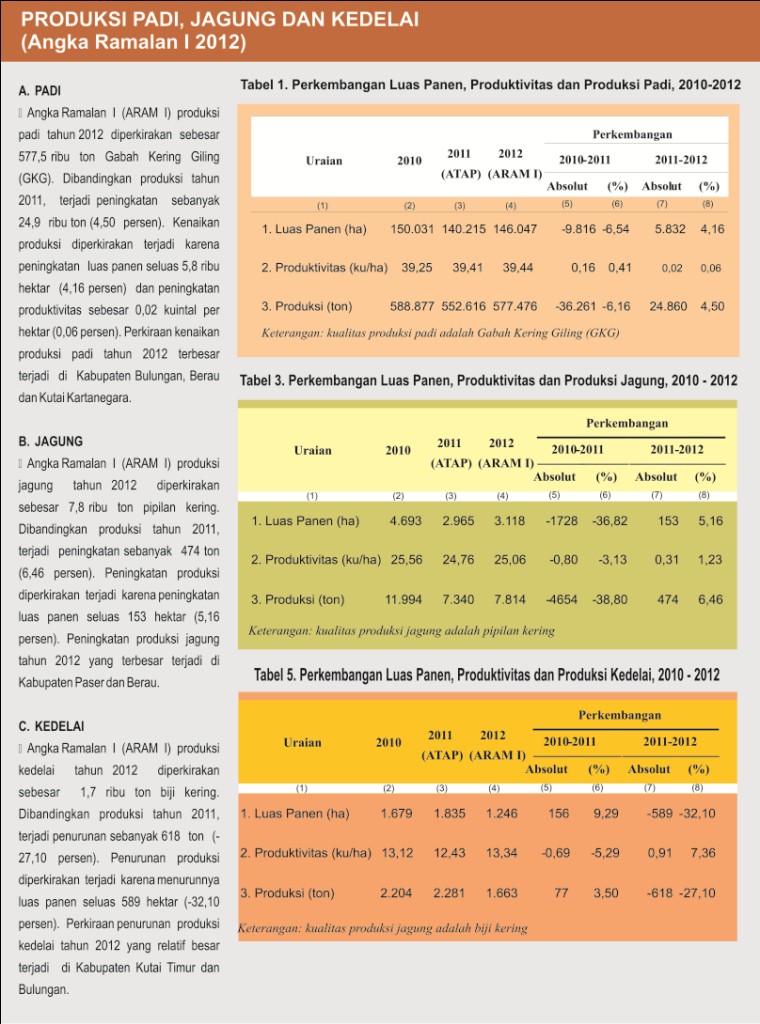 PRODUKSI PADI, JAGUNG DAN KEDELAI
(Angka Ramalan I 2012)
A. PADI
Angka Ramalan I (ARAM I) produksi
padi tahun 2012 diperkirakan sebesar
577,5 ribu ton Gabah Kering Giling
(GKG). Dibandingkan produksi tahun
2011, terjadi peningkatan sebanyak
24,9 ribu ton (4,50 persen). Kenaikan
produksi diperkirakan terjadi karena
peningkatan luas panen seluas 5,8 ribu
hektar (4,16 persen) dan peningkatan
produktivitas sebesar 0,02 kuintal per
hektar (0,06 persen). Perkiraan kenaikan
produksi padi tahun 2012 terbesar
terjadi di Kabupaten Bulungan, Berau
dan Kutai Kartanegara.
B. JAGUNG
Angka Ramalan I (ARAM I) produksi
jagung tahun 2012 diperkirakan
sebesar 7,8 ribu ton pipilan kering.
Dibandingkan produksi tahun 2011,
terjadi peningkatan sebanyak 474 ton
(6,46 persen). Peningkatan produksi
diperkirakan terjadi karena peningkatan
luas panen seluas 153 hektar (5,16
persen). Peningkatan produksi jagung
tahun 2012 yang terbesar terjadi di
Kabupaten Paser dan Berau.
C. KEDELAI
Angka Ramalan I (ARAM I) produksi
kedelai tahun 2012 diperkirakan
sebesar 1,7 ribu ton biji kering.
Dibandingkan produksi tahun 2011,
terjadi penurunan sebanyak 618 ton (-
27,10 persen). Penurunan produksi
diperkirakan terjadi karena menurunnya
luas panen seluas 589 hektar (-32,10
persen). Perkiraan penurunan produksi
kedelai tahun 2012 yang relatif besar
terjadi di Kabupaten Kutai Timur dan
Bulungan.
Tabel 1. Perkembangan Luas Panen, Produktivitas dan Produksi Padi, 2010-2012
Perkembangan
Uraian 2010 2011 2012 2010-2011 2011-2012
(ATAP) (ARAM I) Absolut (%) Absolut (%)
(1) (2) (3) (4) (5) (6) (7) (8)
1. Luas Panen (ha) 150.031 140.215 146.047 -9.816 -6,54 5.832 4,16
2. Produktivitas (ku/ha) 39,25 39,41 39,44 0,16 0,41 0,02 0,06
3. Produksi (ton) 588.877 552.616 577.476 -36.261 -6,16 24.860 4,50
Keterangan: kualitas produksi padi adalah Gabah Kering Giling (GKG)
Tabel 3. Perkembangan Luas Panen, Produktivitas dan Produksi Jagung, 2010 - 2012
Perkembangan
Uraian 2010 2011 2012 2010-2011 2011-2012
(ATAP) (ARAM I) Absolut (%) Absolut (%)
(1) (2) (3) (4) (5) (6) (7) (8)
1. Luas Panen (ha) 4.693 2.965 3.118 -1728 -36,82 153 5,16
2. Produktivitas (ku/ha) 25,56 24,76 25,06 -0,80 -3,13 0,31 1,23
3. Produksi (ton) 11.994 7.340 7.814 -4654 -38,80 474 6,46
Keterangan: kualitas produksi jagung adalah pipilan kering
Tabel 5. Perkembangan Luas Panen, Produktivitas dan Produksi Kedelai, 2010 - 2012
Perkembangan
Uraian 2010 2011 2012 2010-2011 2011-2012
(ATAP) (ARAM I) Absolut (%) Absolut (%)
(1) (2) (3) (4) (5) (6) (7) (8)
1. Luas Panen (ha) 1.679 1.835 1.246 156 9,29 -589 -32,10
2. Produktivitas (ku/ha) 13,12 12,43 13,34 -0,69 -5,29 0,91 7,36
3. Produksi (ton) 2.204 2.281 1.663 77 3,50 -618 -27,10
Keterangan: kualitas produksi jagung adalah biji kering